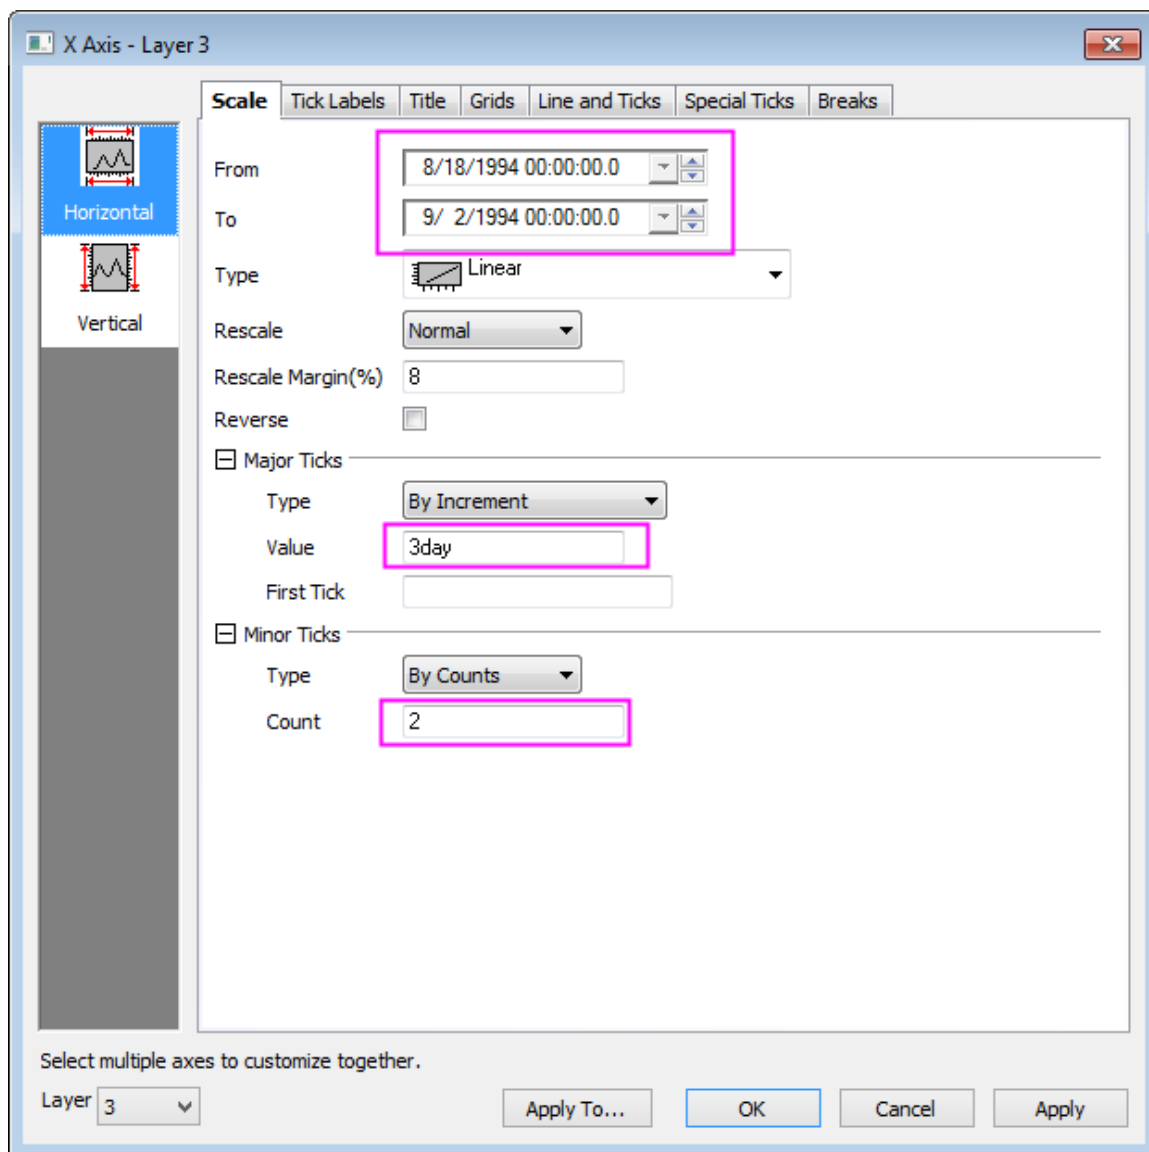 X Axis - Layer 3
Scale Tick Labels Title Grids Line and Ticks Special Ticks Breaks
Horizontal
Vertical
From 8/18/1994 00:00:00.0
To 9/ 2/1994 00:00:00.0
Type Linear
Rescale Normal
Rescale Margin(%) 8
Reverse
Major Ticks
Type By Increment
Value 3day
First Tick
Minor Ticks
Type By Counts
Count 2
Select multiple axes to customize together.
Layer 3 Apply To... OK Cancel Apply